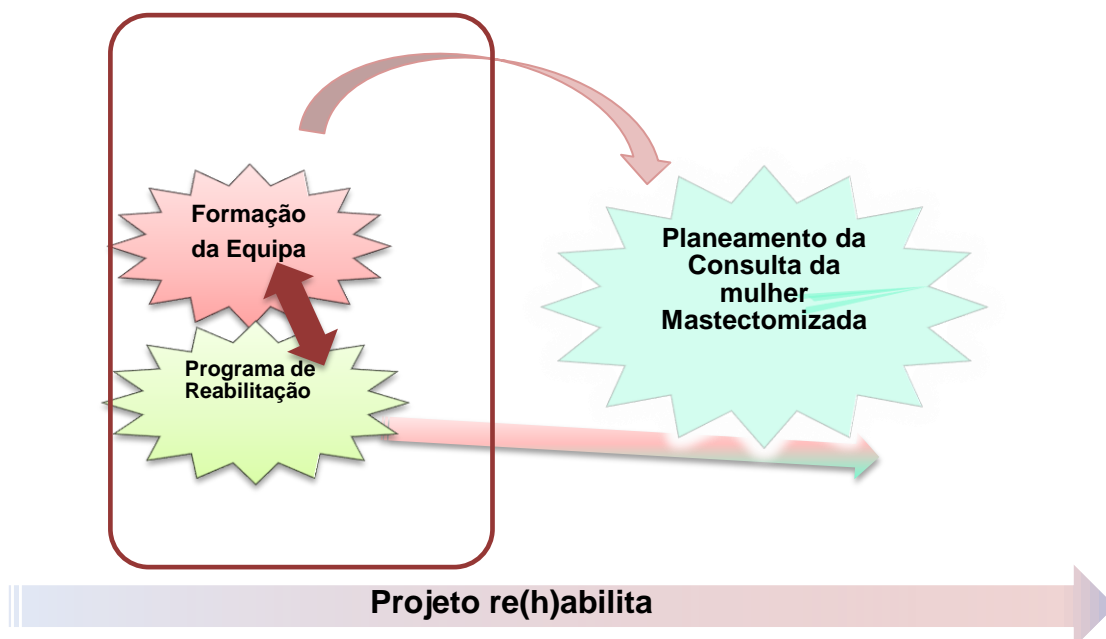 Formação
da Equipa
Programa de
Reabilitação
Planeamento da
Consulta da
mulher
Mastectomizada
Projeto re(h)abilita